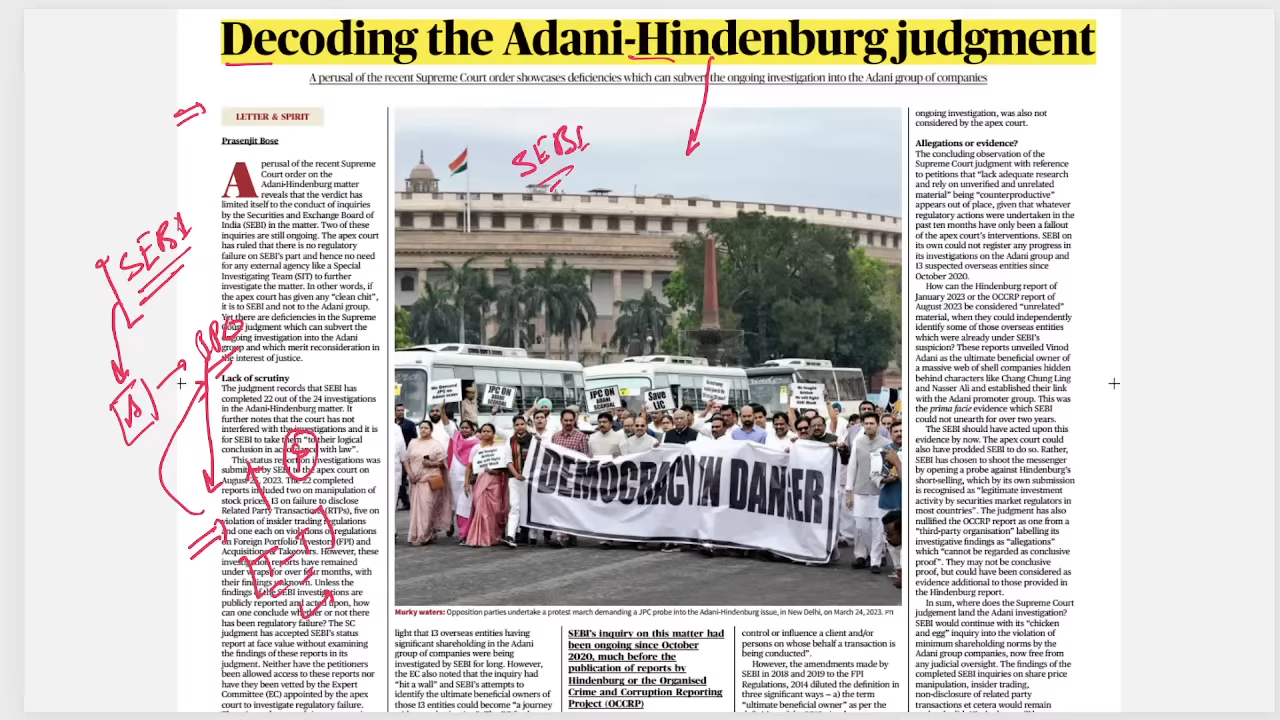 Decoding the Adani-Hindenburg judgment
A perusal of the recent Supreme Court order showcases deficiencies which can subvert the ongoing investigation into the Adani group of companies
LETTER & SPIRIT
Prasenjit Bose
A perusal of the recent Supreme
Court order on the
Adani-Hindenburg matter
reveals that the verdict has
limited itself to the conduct of inquiries
by the Securities and Exchange Board of
India (SEBI) in the matter. Two of these
inquiries are still ongoing. The apex court
has ruled that there is no regulatory
failure on SEBI's part and hence no need
for any external agency like a Special
Investigating Team (SIT) to further
investigate the matter. In other words, if
the apex court has given any "clean chit",
it is to SEBI and not to the Adani group.
Yet there are deficiencies in the Supreme
Court judgment which can subvert the
ongoing investigation into the Adani
group and which merit reconsideration in
the interest of justice.
Lack of scrutiny
The judgment records that SEBI has
completed 22 out of the 24 investigations
in the Adani-Hindenburg matter. It
further notes that the court has not
interfered with the investigations and it is
for SEBI to take them "to their logical
conclusion in accordance with law".
This status report on investigations was
submitted by SEBI to the apex court on
August 25, 2023. The 22 completed
reports included two on manipulation of
stock prices, 13 on failure to disclose
Related Party Transactions (RTPs), five on
violation of insider trading regulations
and one each on violations of regulations
on Foreign Portfolio Investors (FPI) and
Acquisitions of Takeovers. However, these
investigation reports have remained
under wraps for over four months, with
their findings unknown. Unless the
findings of the SEBI investigations are
publicly reported and acted upon, how
can one conclude whether or not there
has been regulatory failure? The SC
judgment has accepted SEBI's status
report at face value without examining
the findings of these reports in its
judgment. Neither have the petitioners
been allowed access to these reports nor
have they been vetted by the Expert
Committee (EC) appointed by the apex
court to investigate regulatory failure.
SEBI
SEBI
We Demand JPC on Adani scam
JPC ON ADANI SCANDAL
Save LIC
DEMOCRACY IN DANGER
Murky waters: Opposition parties undertake a protest march demanding a JPC probe into the Adani-Hindenburg issue, in New Delhi, on March 24, 2023. PTI
light that 13 overseas entities having
significant shareholding in the Adani
group of companies were being
investigated by SEBI for long. However,
the EC also noted that the inquiry had
"hit a wall" and SEBI's attempts to
identify the ultimate beneficial owners of
those 13 entities could become "a journey
SEBI's inquiry on this matter had
been ongoing since October
2020, much before the
publication of reports by
Hindenburg or the Organised
Crime and Corruption Reporting
Project (OCCRP)
control or influence a client and/or
persons on whose behalf a transaction is
being conducted".
However, the amendments made by
SEBI in 2018 and 2019 to the FPI
Regulations, 2014 diluted the definition in
three significant ways – a) the term
"ultimate beneficial owner" as per the
ongoing investigation, was also not
considered by the apex court.
Allegations or evidence?
The concluding observation of the
Supreme Court judgment with reference
to petitions that "lack adequate research
and rely on unverified and unrelated
material" being "counterproductive"
appears out of place, given that whatever
regulatory actions were undertaken in the
past ten months have only been a fallout
of the apex court's interventions. SEBI on
its own could not register any progress in
its investigations on the Adani group and
13 suspected overseas entities since
October 2020.
How can the Hindenburg report of
January 2023 or the OCCRP report of
August 2023 be considered "unrelated"
material, when they could independently
identify some of those overseas entities
which were already under SEBI's
suspicion? These reports unveiled Vinod
Adani as the ultimate beneficial owner of
a massive web of shell companies hidden
behind characters like Chang Chung Ling
and Nasser Ali and established their link
with the Adani promoter group. This was
the prima facie evidence which SEBI
could not unearth for over two years.
The SEBI should have acted upon this
evidence by now. The apex court could
also have prodded SEBI to do so. Rather,
SEBI has chosen to shoot the messenger
by opening a probe against Hindenburg's
short-selling, which by its own submission
is recognised as "legitimate investment
activity by securities market regulators in
most countries". The judgment has also
nullified the OCCRP report as one from a
"third-party organisation" labelling its
investigative findings as "allegations"
which "cannot be regarded as conclusive
proof". They may not be conclusive
proof, but could have been considered as
evidence additional to those provided in
the Hindenburg report.
In sum, where does the Supreme Court
judgement land the Adani investigation?
SEBI would continue with its "chicken
and egg" inquiry into the violation of
minimum shareholding norms by the
Adani group companies, now free from
any judicial oversight. The findings of the
completed SEBI inquiries on share price
manipulation, insider trading,
non-disclosure of related party
transactions et cetera would remain